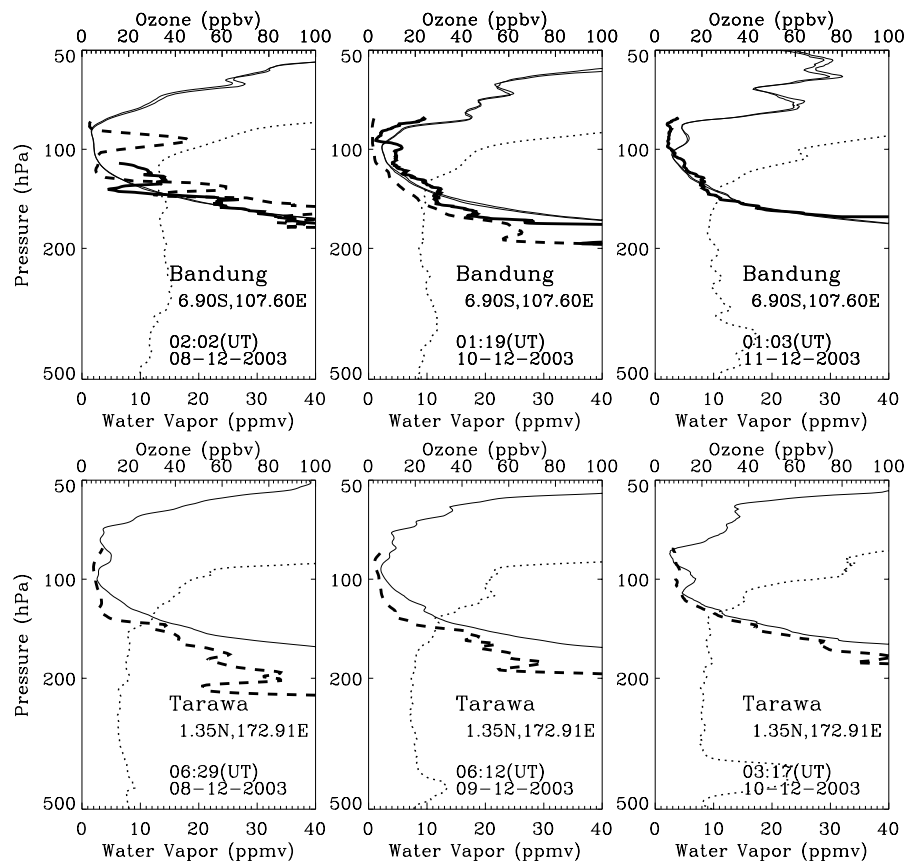 Ozone (ppbv) Ozone (ppbv) Ozone (ppbv)
0 20 40 60 80 100 0 20 40 60 80 100 0 20 40 60 80 100
50 50 50
100 100 100
Pressure (hPa)
200 200 200
Bandung Bandung Bandung
6.90S,107.60E 6.90S,107.60E 6.90S,107.60E
02:02(UT) 01:19(UT) 01:03(UT)
08-12-2003 10-12-2003 11-12-2003
500 500 500
0 10 20 30 40 0 10 20 30 40 0 10 20 30 40
Water Vapor (ppmv) Water Vapor (ppmv) Water Vapor (ppmv)
Ozone (ppbv) Ozone (ppbv) Ozone (ppbv)
0 20 40 60 80 100 0 20 40 60 80 100 0 20 40 60 80 100
50 50 50
100 100 100
Pressure (hPa)
200 200 200
Tarawa Tarawa Tarawa
1.35N,172.91E 1.35N,172.91E 1.35N,172.91E
06:29(UT) 06:12(UT) 03:17(UT)
08-12-2003 09-12-2003 10-12-2003
500 500 500
0 10 20 30 40 0 10 20 30 40 0 10 20 30 40
Water Vapor (ppmv) Water Vapor (ppmv) Water Vapor (ppmv)